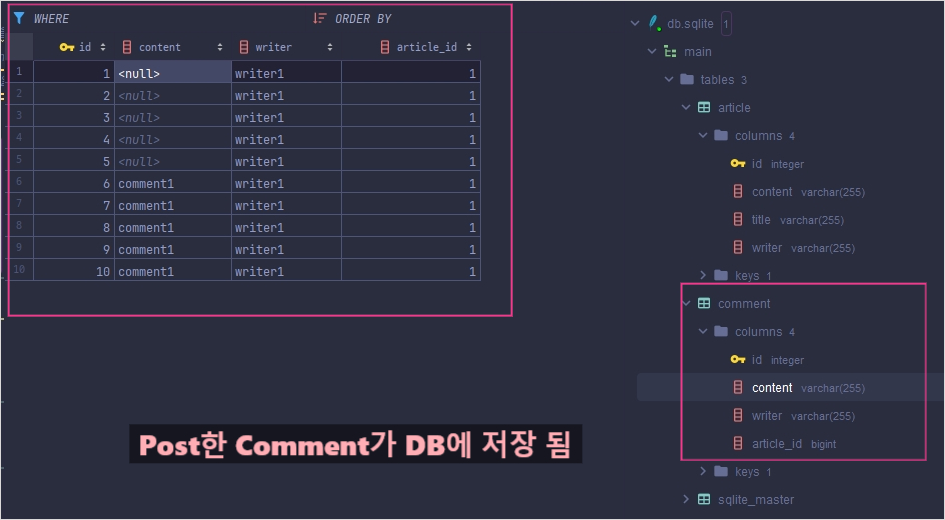 WHERE ORDER BY
id content writer article_id
1 1 <null> writer1 1
2 2 <null> writer1 1
3 3 <null> writer1 1
4 4 <null> writer1 1
5 5 <null> writer1 1
6 6 comment1 writer1 1
7 7 comment1 writer1 1
8 8 comment1 writer1 1
9 9 comment1 writer1 1
10 10 comment1 writer1 1
Post한 Comment가 DB에 저장 됨
db.sqlite 1
main
tables 3
article
columns 4
id integer
content varchar(255)
title varchar(255)
writer varchar(255)
keys 1
comment
columns 4
id integer
content varchar(255)
writer varchar(255)
article_id bigint
keys 1
sqlite_master